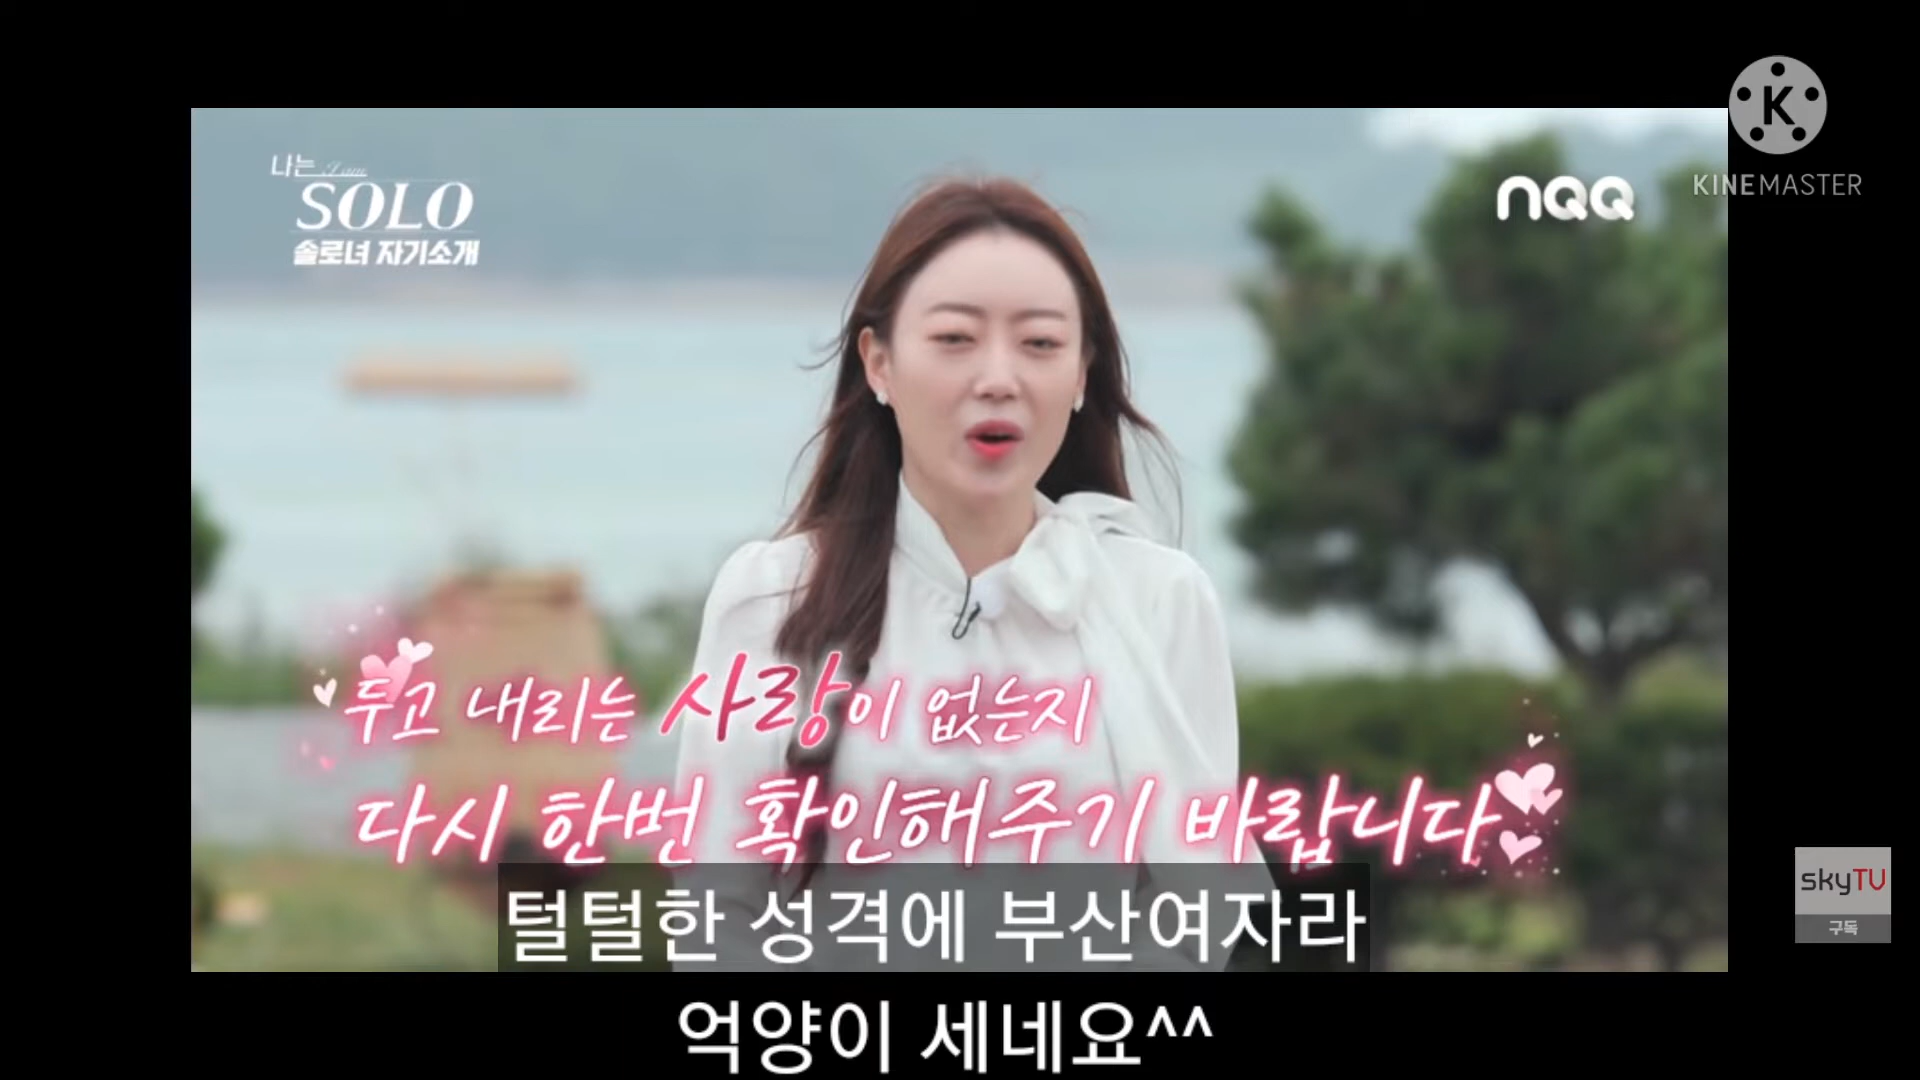 나는 I am
SOLO
솔로녀 자기소개
nQQ
K
KINEMASTER
두고 내리는 사랑이 없는지
다시 한번 확인해주기 바랍니다
skyTV
구독
털털한 성격에 부산여자라
억양이 세네요^^